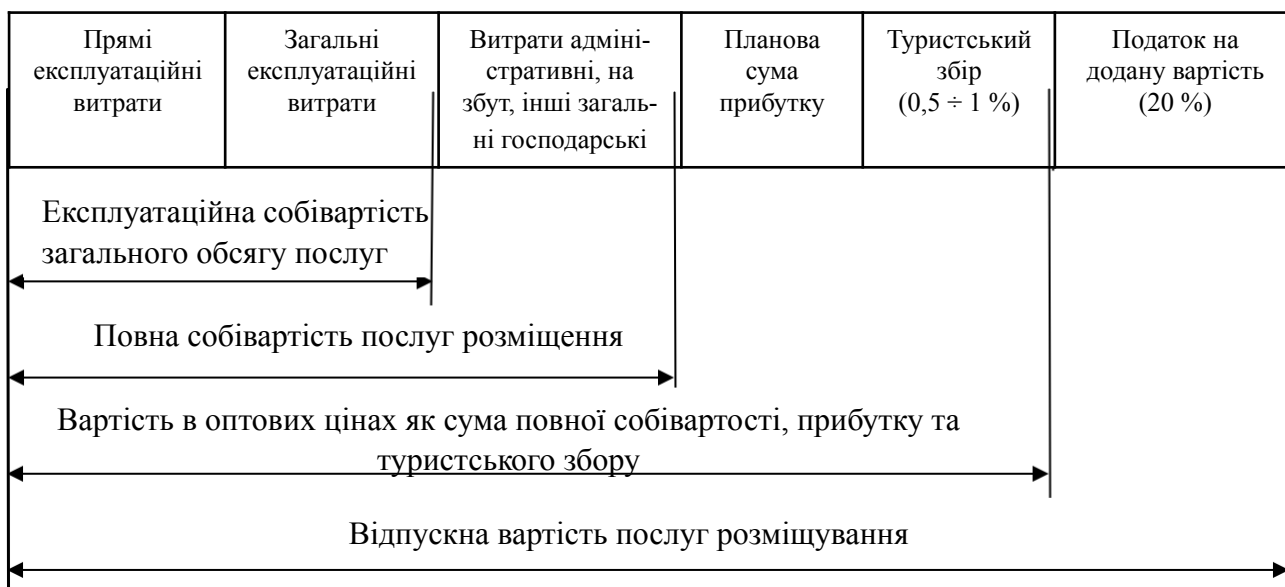 Прямі
експлуатаційні
витрати
Загальні
експлуатаційні
витрати
Витрати адміні-
стративні, на
збут, інші загаль-
ні господарські
Планова
сума
прибутку
Туристський
збір
(0,5 ÷ 1 %)
Податок на
додану вартість
(20 %)
Експлуатаційна собівартість
загального обсягу послуг
Повна собівартість послуг розміщення
Вартість в оптових цінах як сума повної собівартості, прибутку та
туристського збору
Відпускна вартість послуг розміщування